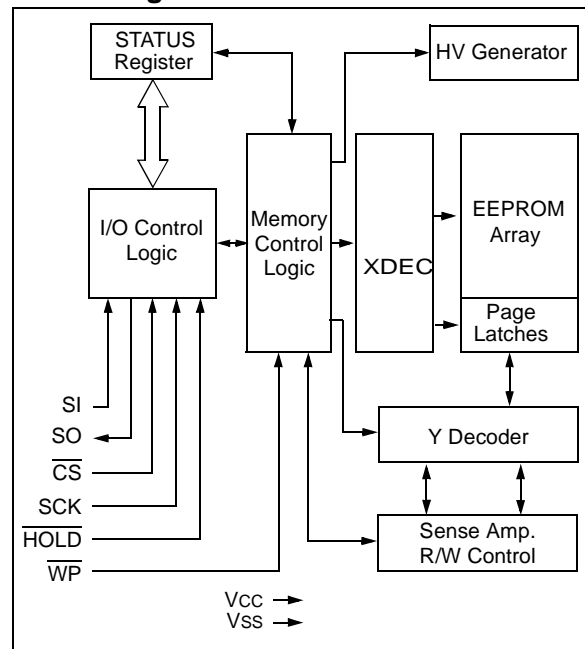 STATUS
Register
HV Generator
I/O Control
Logic
Memory
Control
Logic
XDEC
EEPROM
Array
Page
Latches
SI
SO
CS
SCK
HOLD
WP
Y Decoder
Sense Amp.
R/W Control
VCC
VSS